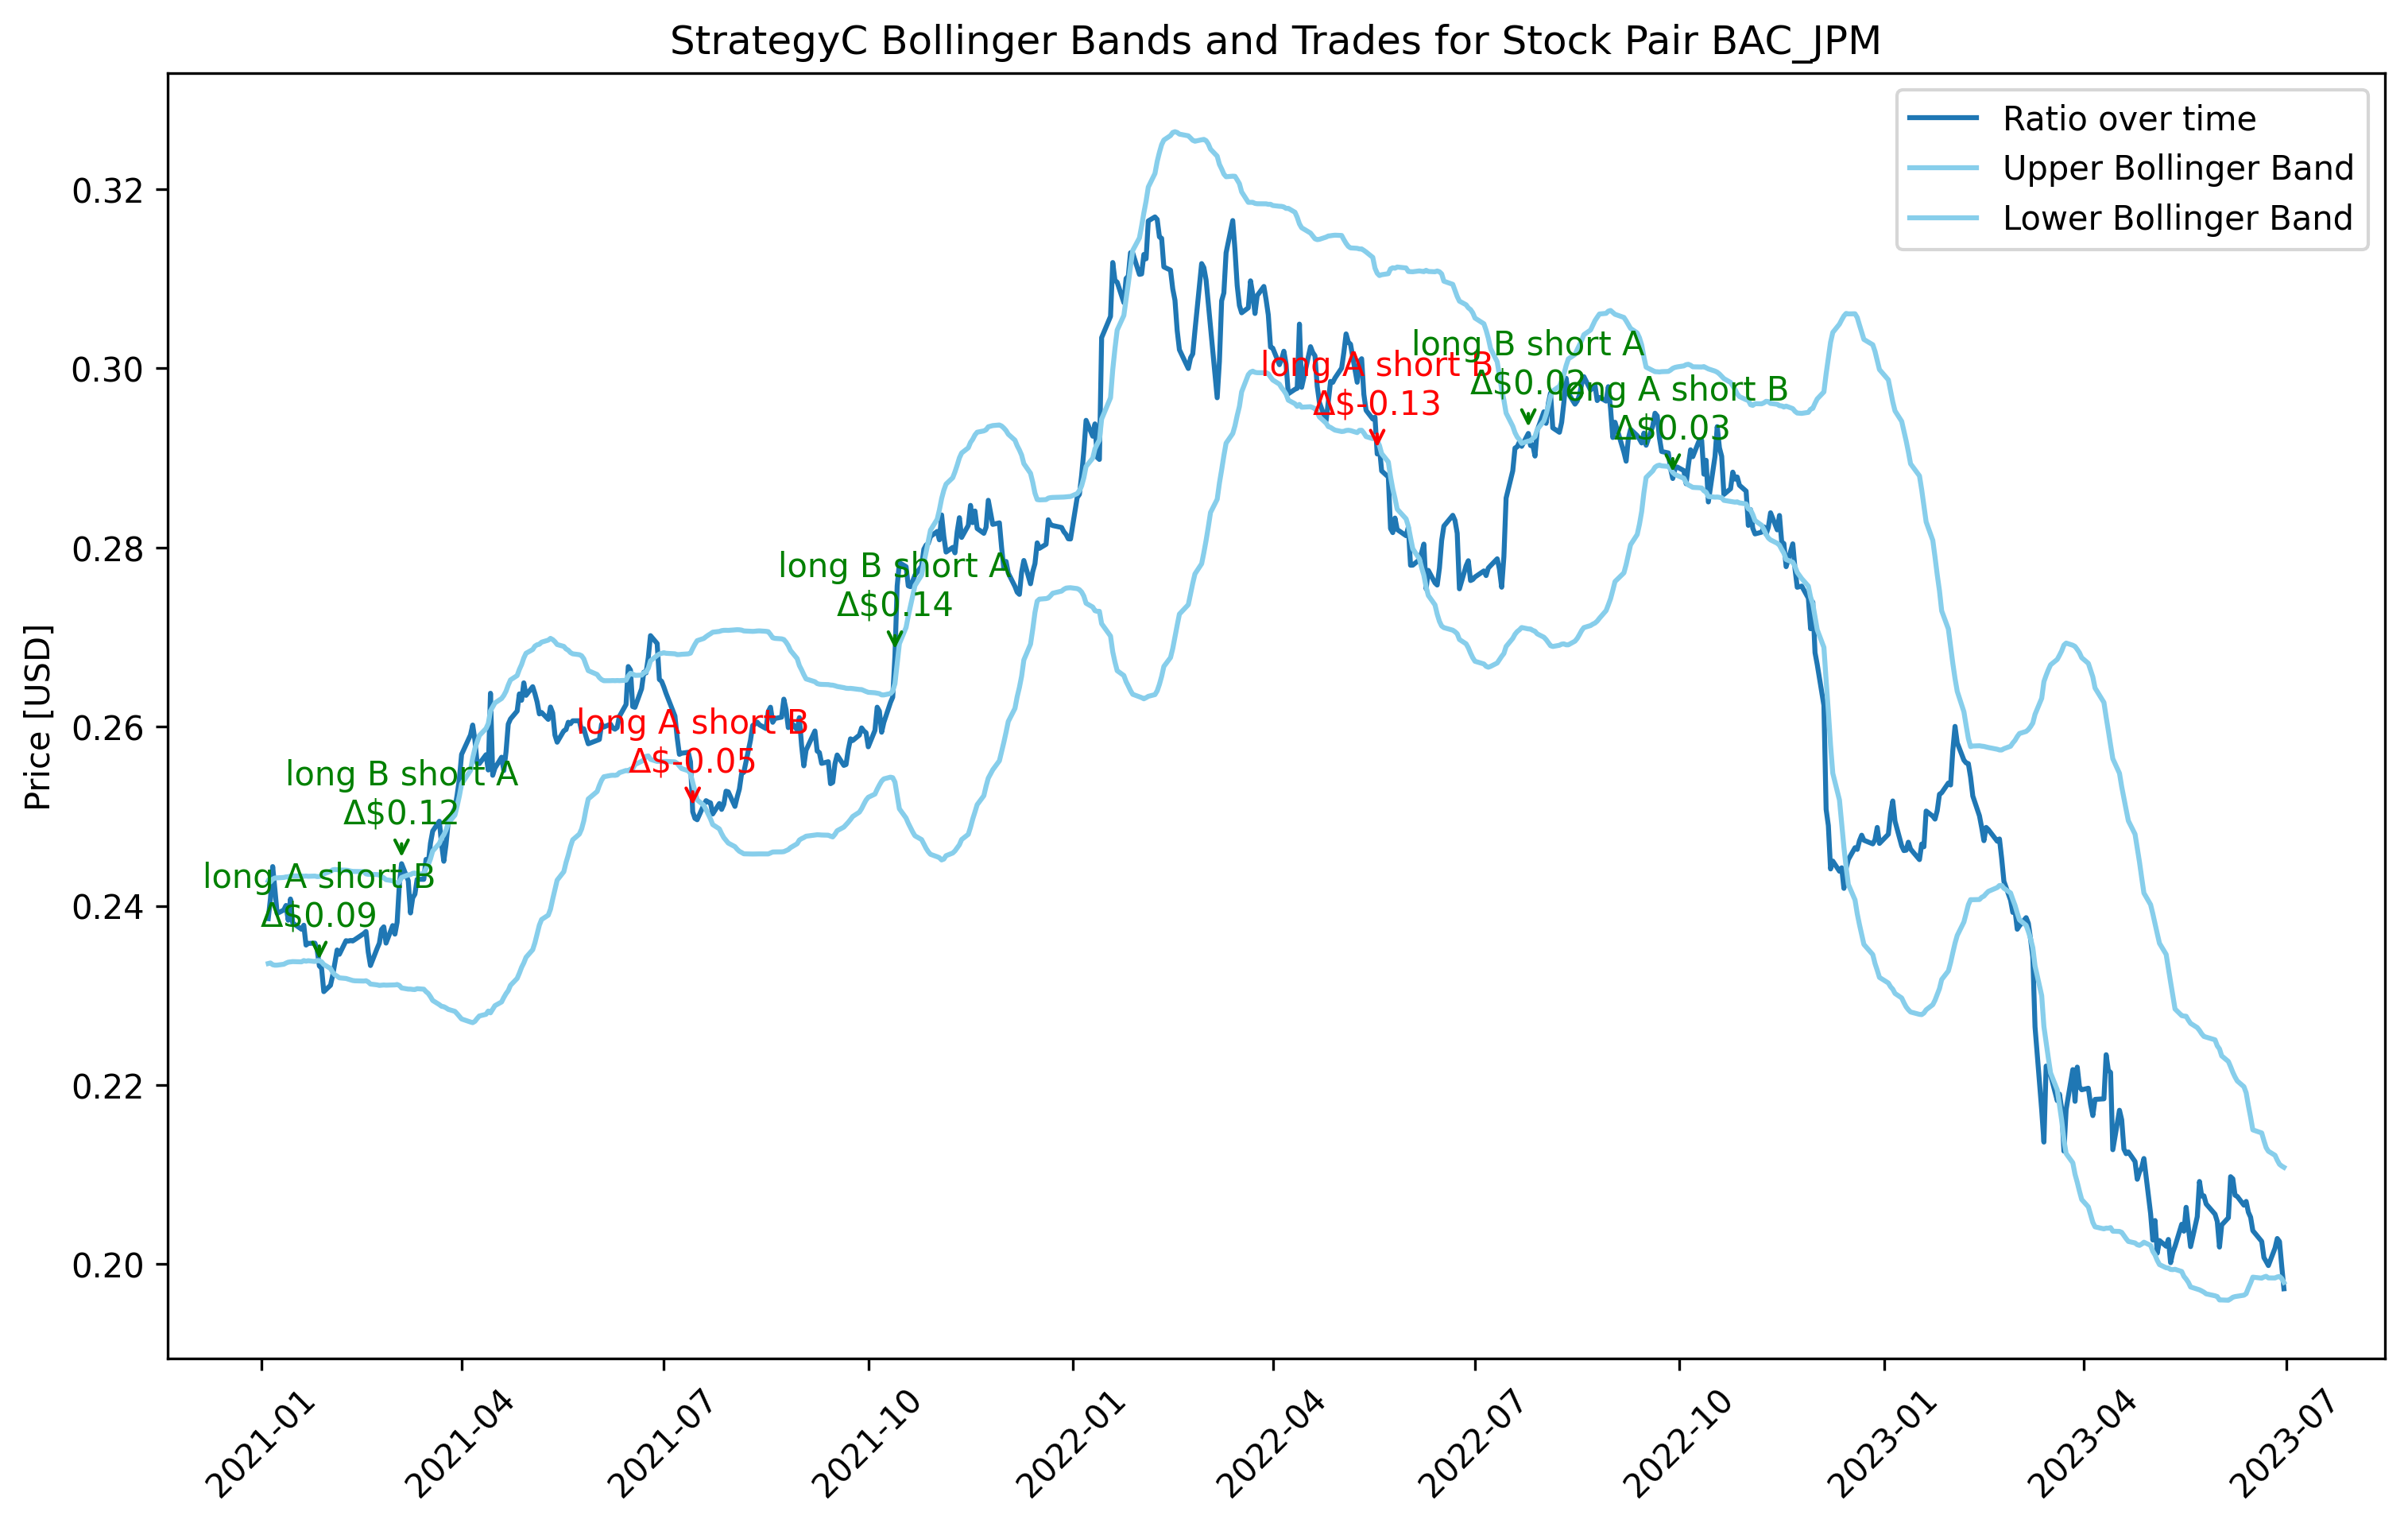 StrategyC Bollinger Bands and Trades for Stock Pair BAC_JPM
Ratio over time
Upper Bollinger Band
Lower Bollinger Band
Price [USD]
0.32
0.30
0.28
0.26
0.24
0.22
0.20
long A short B
Δ$0.09
long B short A
Δ$0.12
long A short B
Δ$-0.05
long B short A
Δ$0.14
long A short B
Δ$-0.13
long B short A
Δ$0.02
long A short B
Δ$0.03
2021-01
2021-04
2021-07
2021-10
2022-01
2022-04
2022-07
2022-10
2023-01
2023-04
2023-07